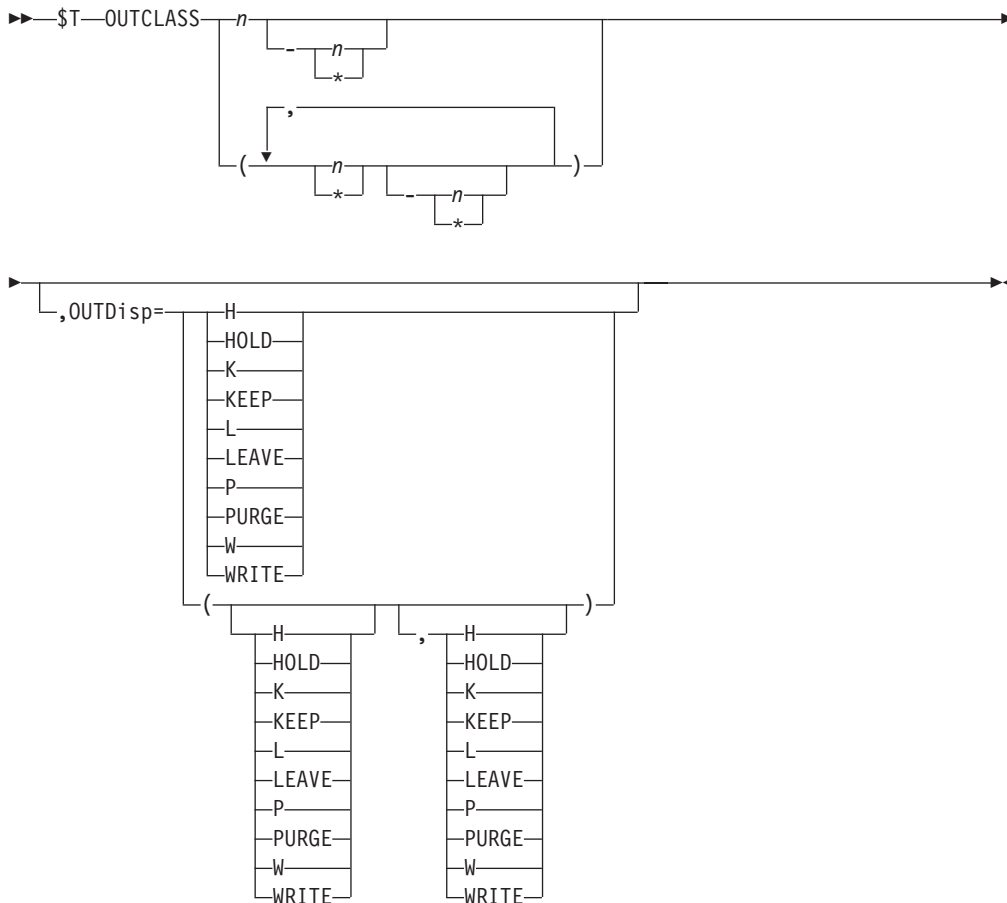 $T OUTCLASS n
- n
*
,
( n )
* - n
*
,OUTDisp= H
HOLD
K
KEEP
L
LEAVE
P
PURGE
W
WRITE
( )
H , H
HOLD HOLD
K K
KEEP KEEP
L L
LEAVE LEAVE
P P
PURGE PURGE
W W
WRITE WRITE